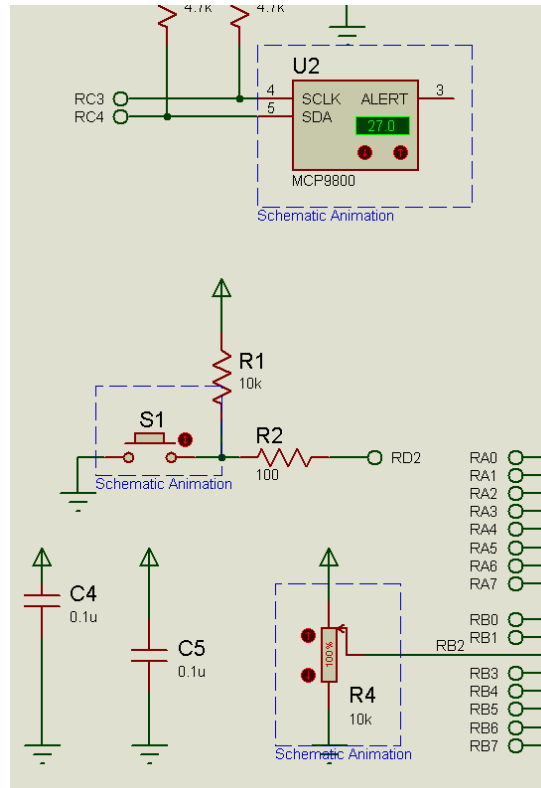 4.7k 4.7k
U2
RC3 4 SCLK ALERT 3
RC4 5 SDA
27.0
MCP9800
Schematic Animation
R1
10k
S1
R2
100
RD2
Schematic Animation
C4
0.1u
C5
0.1u
100%
R4
10k
Schematic Animation
RA0
RA1
RA2
RA3
RA4
RA5
RA6
RA7
RB0
RB1
RB2
RB3
RB4
RB5
RB6
RB7